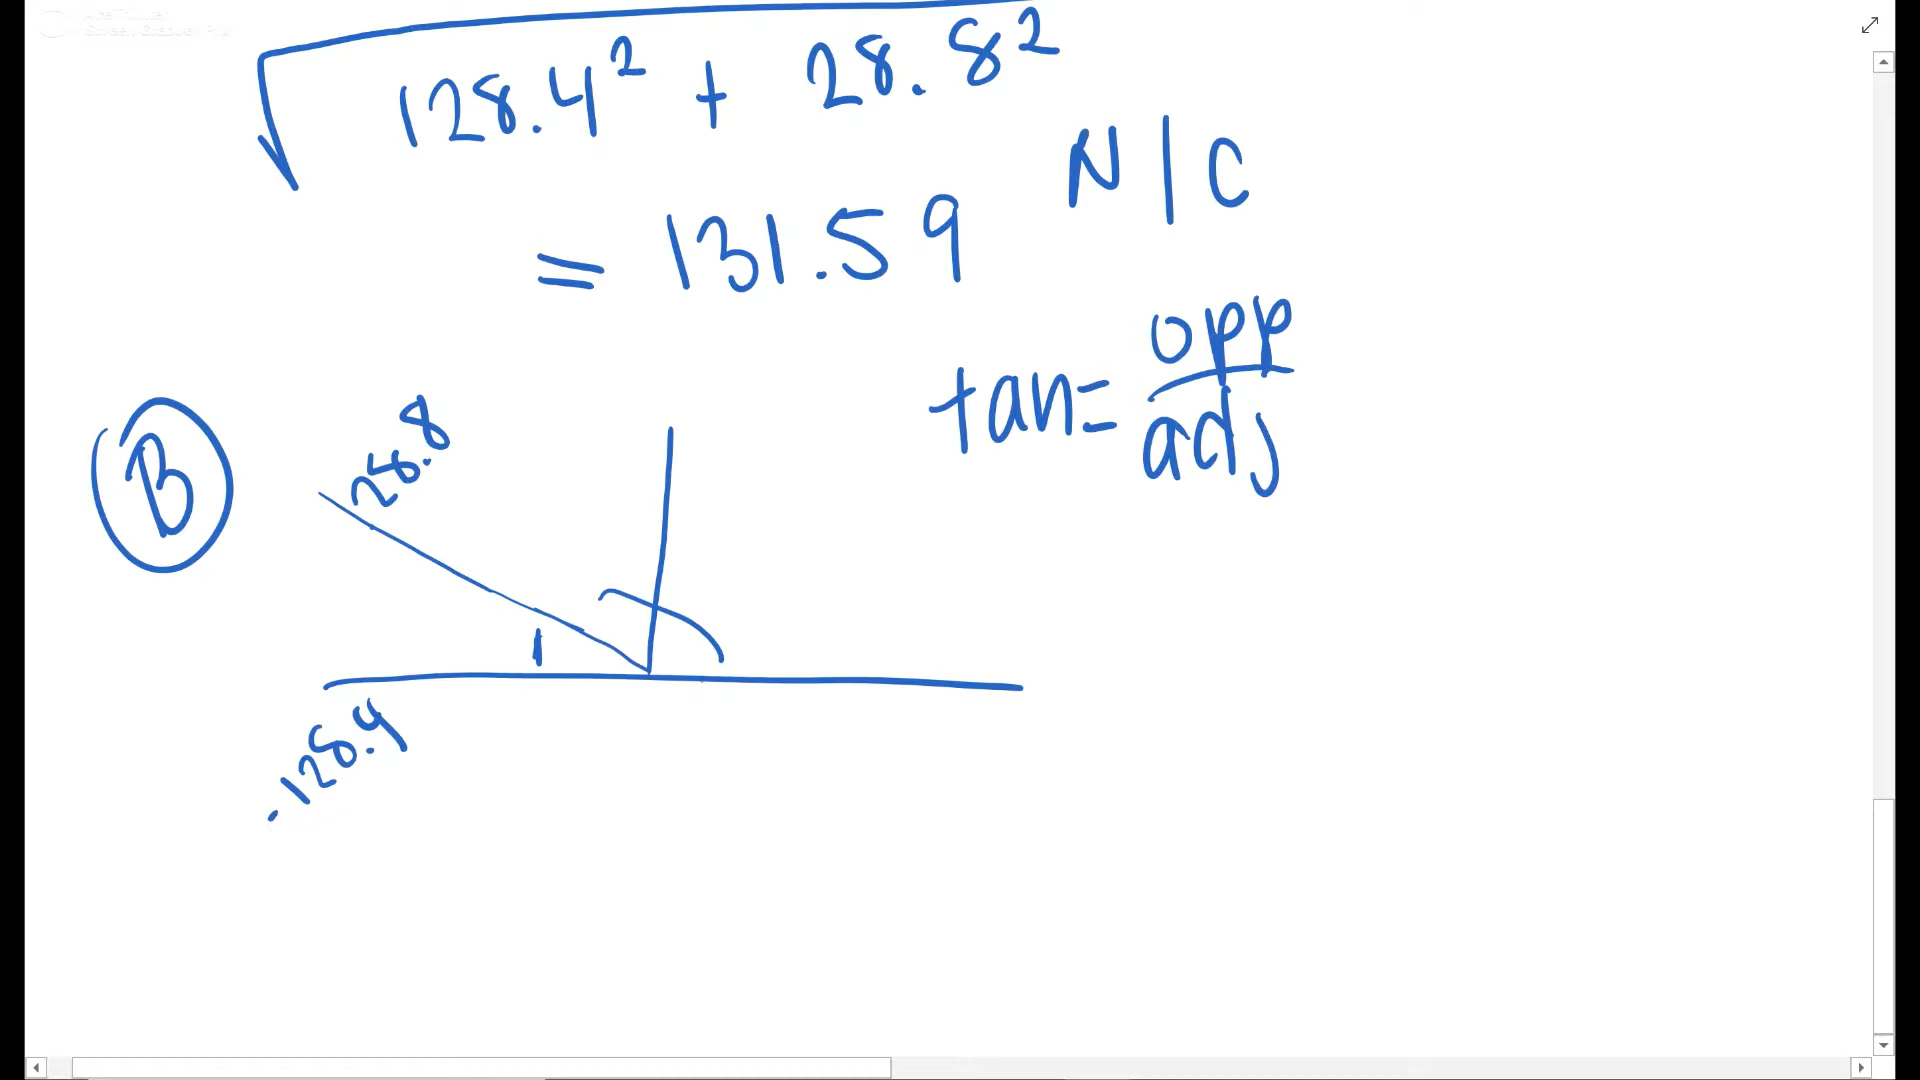 √128.4² + 28.8²
N/C
= 131.59
tan= opp/adj
B
28.8
.128.4